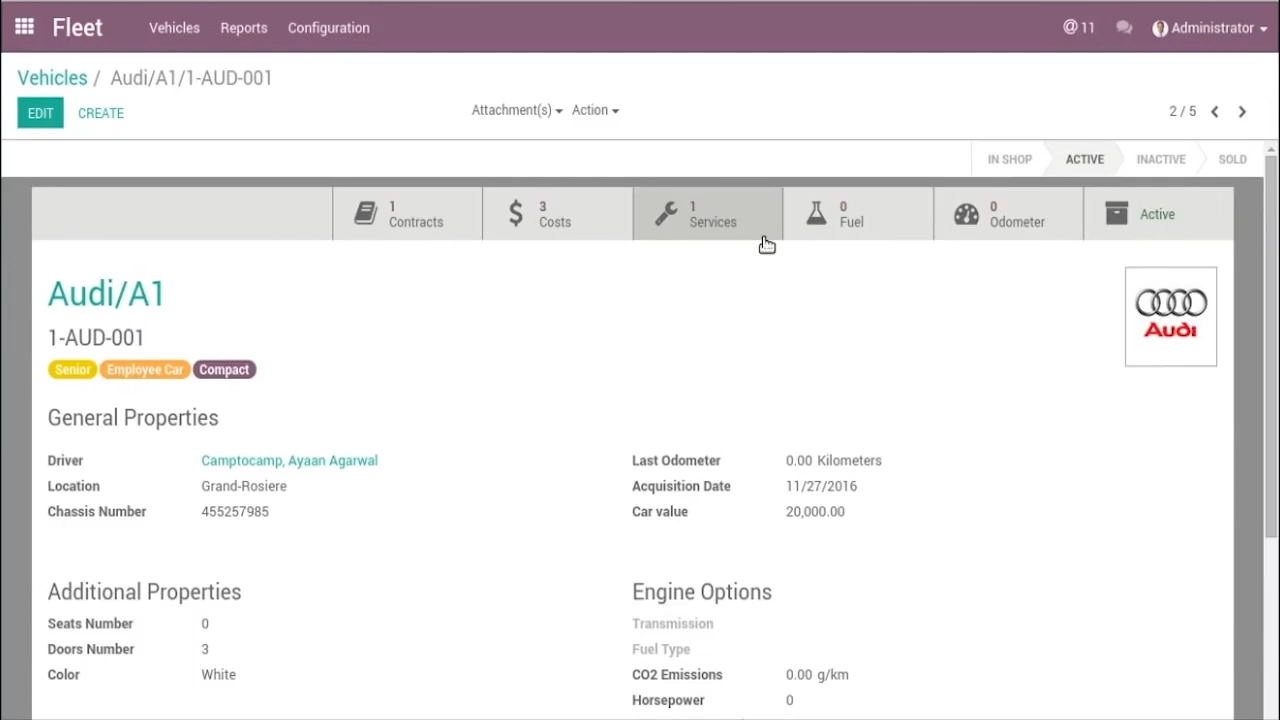 Fleet Vehicles Reports Configuration @ 11 Administrator
Vehicles / Audi/A1/1-AUD-001
EDIT CREATE Attachment(s) Action 2 / 5
IN SHOP ACTIVE INACTIVE SOLD
1 Contracts
3 Costs
1 Services
0 Fuel
0 Odometer
Active
Audi/A1
Audi
1-AUD-001
Senior Employee Car Compact
General Properties
Driver Camptocamp, Ayaan Agarwal Last Odometer 0.00 Kilometers
Location Grand-Rosiere Acquisition Date 11/27/2016
Chassis Number 455257985 Car value 20,000.00
Additional Properties Engine Options
Seats Number 0 Transmission
Doors Number 3 Fuel Type
Color White CO2 Emissions 0.00 g/km
Horsepower 0